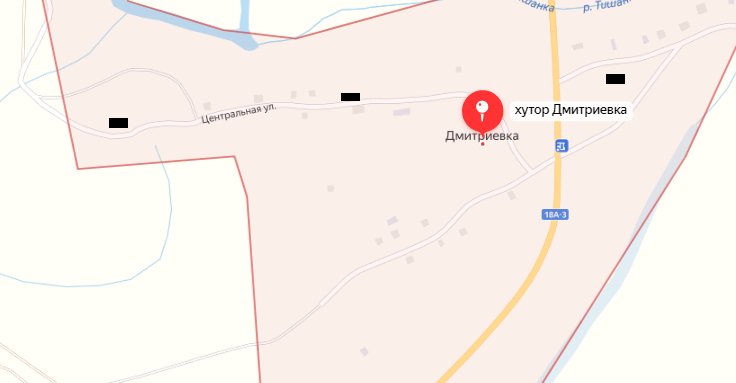 р. Тишанка
Центральная ул.
хутор Дмитриевка
Дмитриевка
18А-3